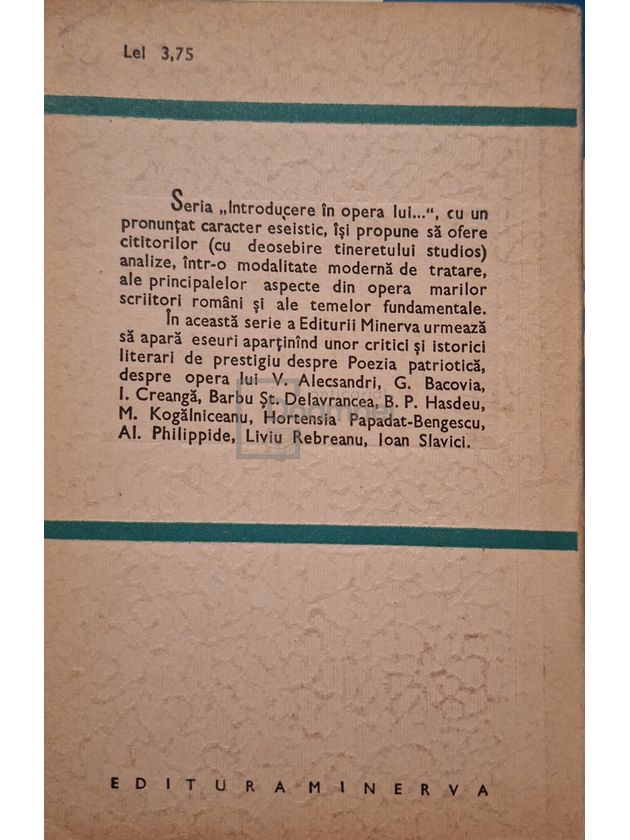 Lei 3,75
Seria „Introducere în opera lui...“, cu un
pronunțat caracter eseistic, își propune să ofere
cititorilor (cu deosebire tineretului studios)
analize, într-o modalitate modernă de tratare,
ale principalelor aspecte din opera marilor
scriitori români și ale temelor fundamentale.
În această serie a Editurii Minerva urmează
să apară eseuri aparținînd unor critici și istorici
literari de prestigiu despre Poezia patriotică,
despre opera lui V. Alecsandri, G. Bacovia,
I. Creangă, Barbu Șt. Delavrancea, B. P. Hasdeu,
M. Kogălniceanu, Hortensia Papadat-Bengescu,
Al. Philippide, Liviu Rebreanu, Ioan Slavici.
EDITURA MINERVA